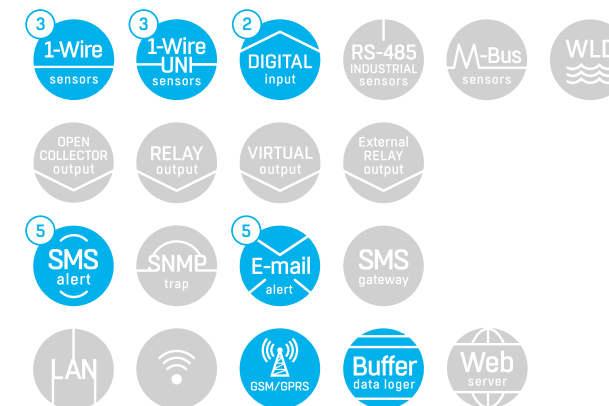 3
1-Wire
sensors
3
1-Wire
UNI
sensors
2
DIGITAL
input
RS-485
INDUSTRIAL
sensors
M-Bus
sensors
WLD
OPEN
COLLECTOR
output
RELAY
output
VIRTUAL
output
External
RELAY
output
5
SMS
alert
SNMP
trap
5
E-mail
alert
SMS
gateway
LAN
GSM/GPRS
Buffer
data loger
Web
server